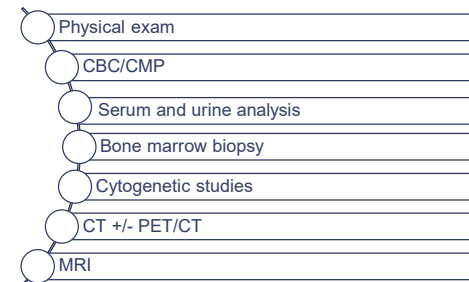 Physical exam
CBC/CMP
Serum and urine analysis
Bone marrow biopsy
Cytogenetic studies
CT +/- PET/CT
MRI